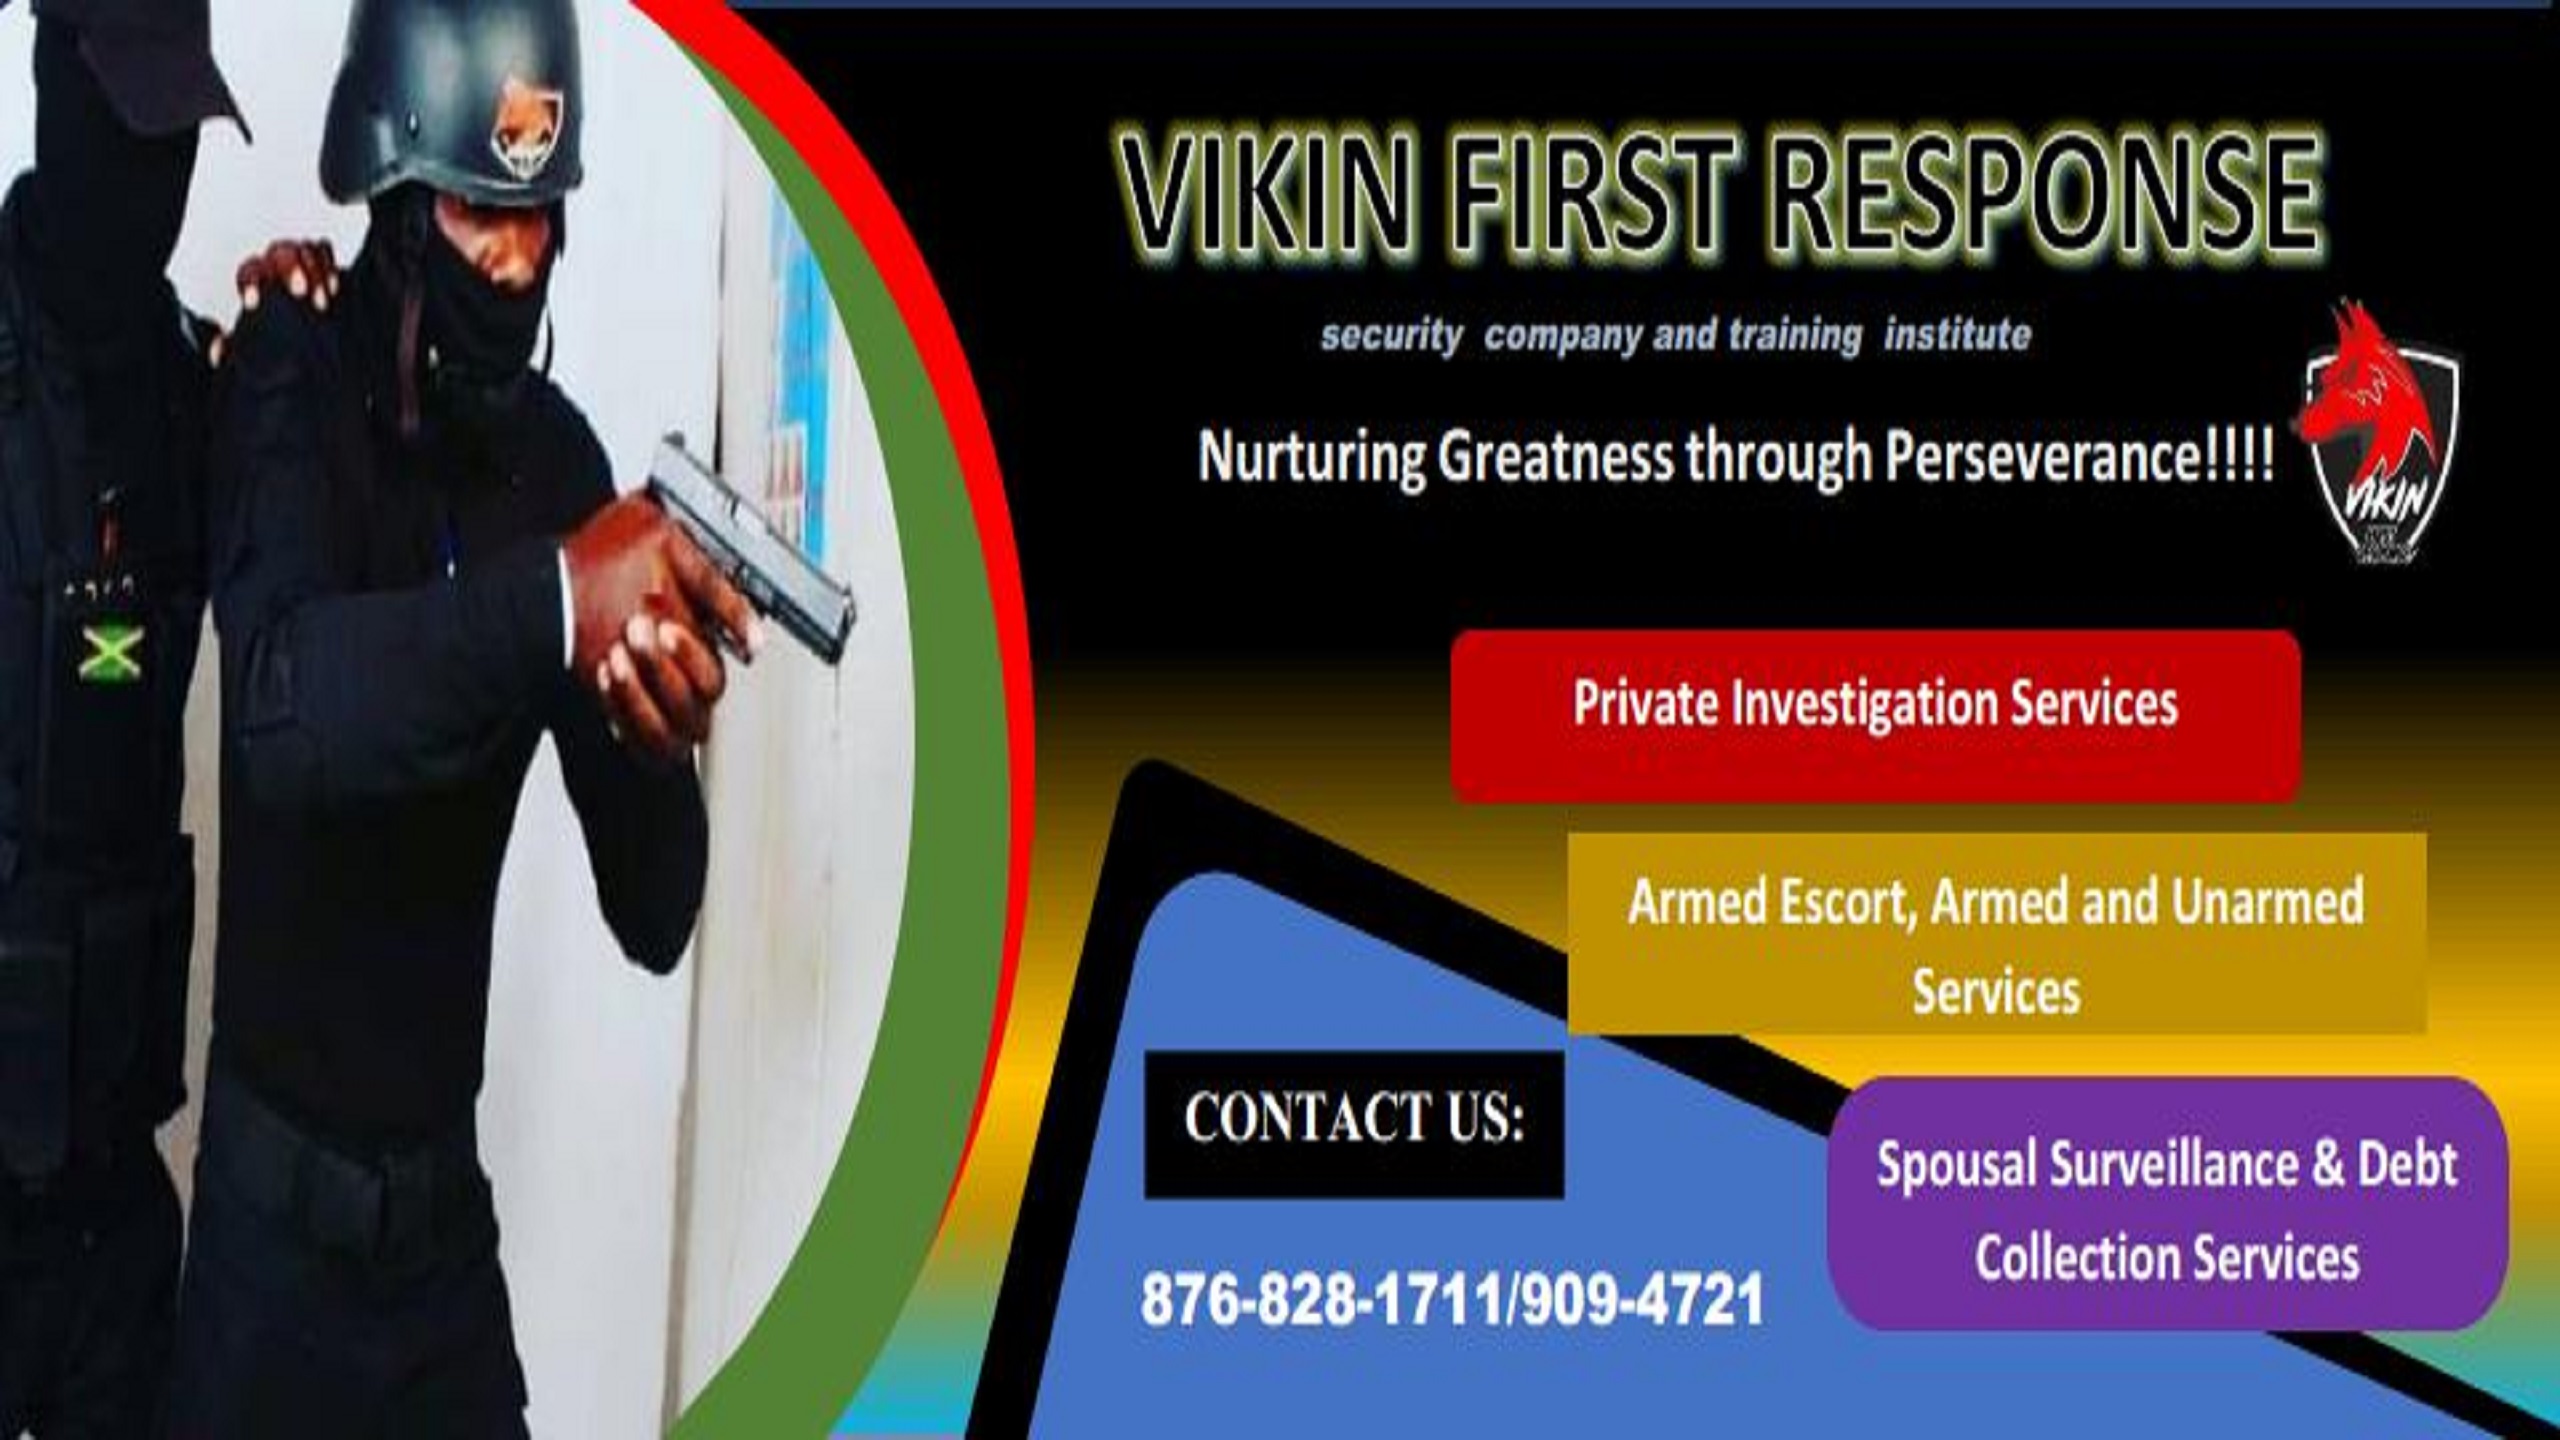 VIKIN FIRST RESPONSE
security company and training institute
Nurturing Greatness through Perseverance!!!!
VIKIN
Private Investigation Services
Armed Escort, Armed and Unarmed
Services
CONTACT US:
Spousal Surveillance & Debt
Collection Services
876-828-1711/909-4721